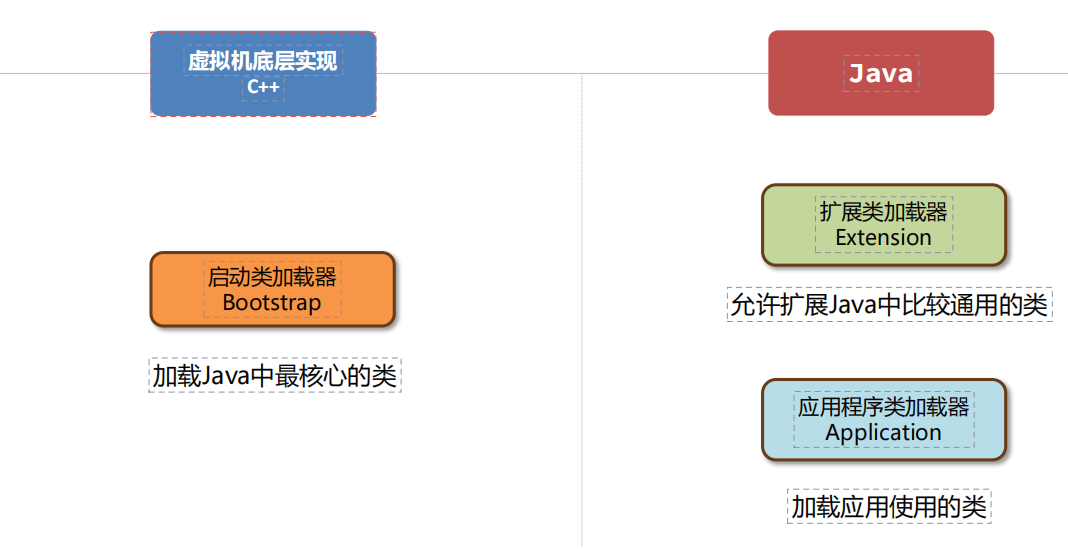 虚拟机底层实现
C++
Java
启动类加载器
Bootstrap
加载Java中最核心的类
扩展类加载器
Extension
允许扩展Java中比较通用的类
应用程序类加载器
Application
加载应用使用的类